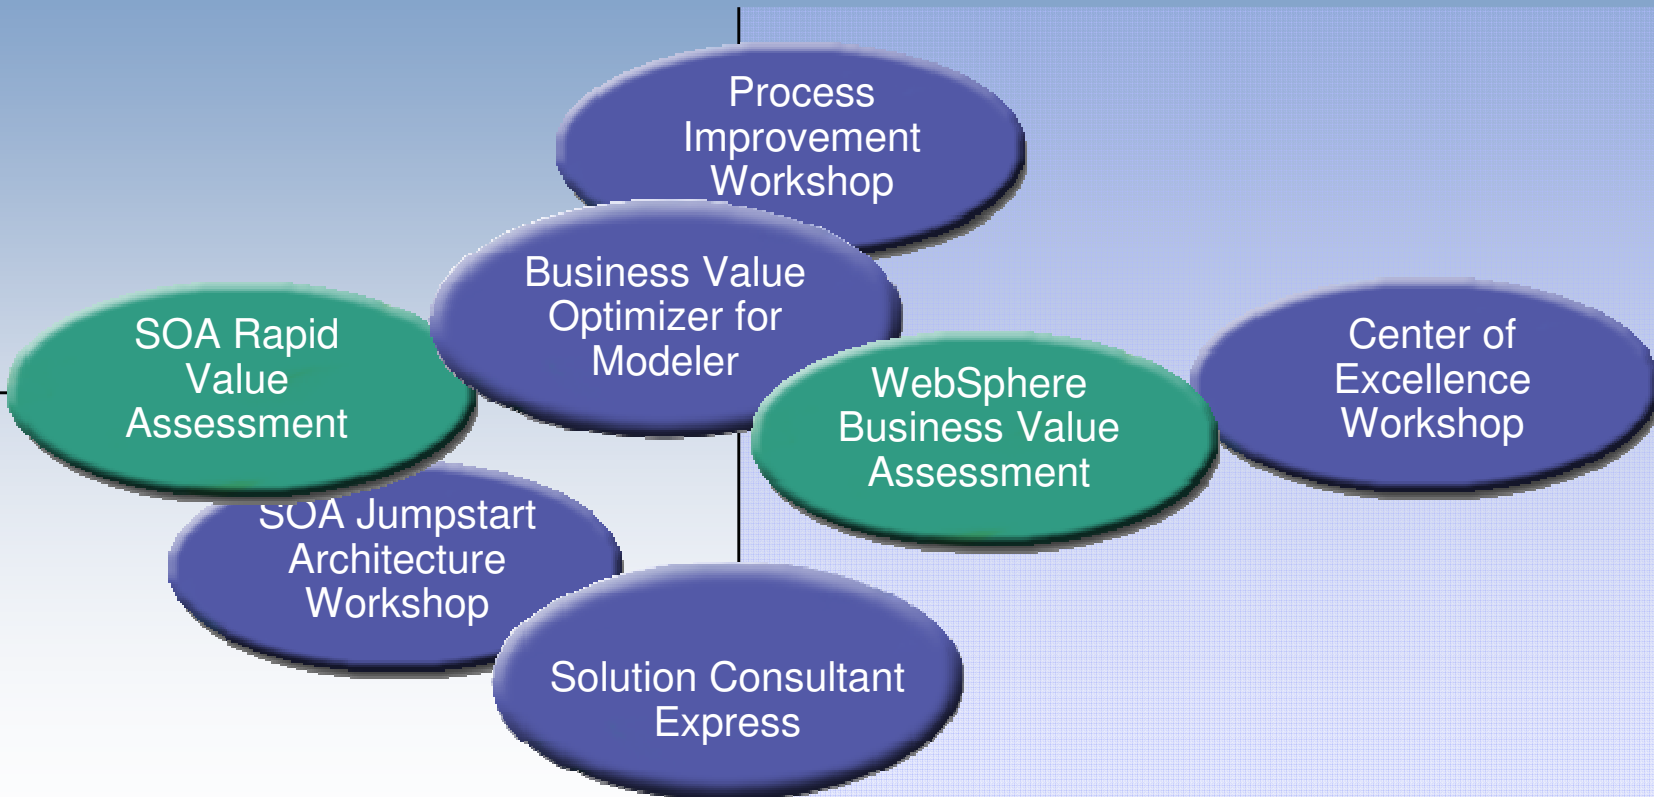 Process
Improvement
Workshop
Business Value
Optimizer for
Modeler
SOA Rapid
Value
Assessment
WebSphere
Business Value
Assessment
Center of
Excellence
Workshop
SOA Jumpstart
Architecture
Workshop
Solution Consultant
Express